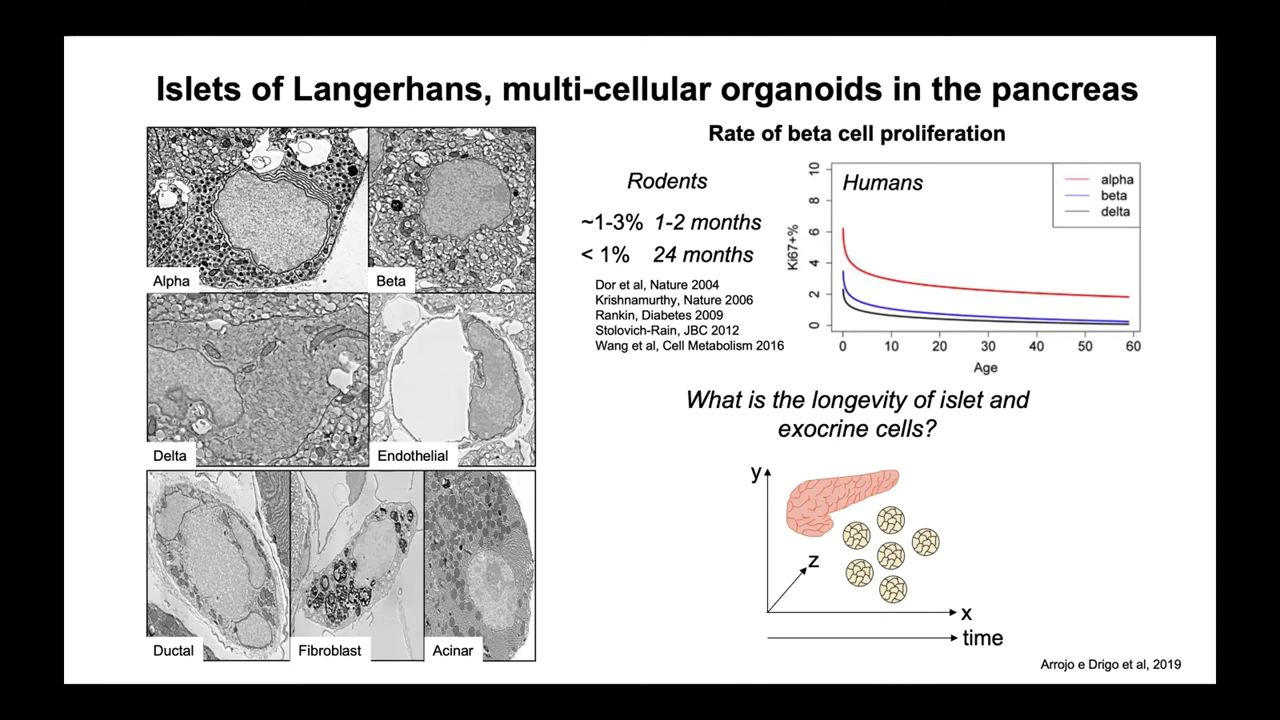 Islets of Langerhans, multi-cellular organoids in the pancreas
Alpha
Beta
Delta
Endothelial
Ductal
Fibroblast
Acinar
Rate of beta cell proliferation
Rodents
~1-3% 1-2 months
< 1% 24 months
Dor et al, Nature 2004
Krishnamurthy, Nature 2006
Rankin, Diabetes 2009
Stolovich-Rain, JBC 2012
Wang et al, Cell Metabolism 2016
Humans
alpha
beta
delta
Ki67+%
10
8
6
4
2
0
0 10 20 30 40 50 60
Age
What is the longevity of islet and
exocrine cells?
y
z
x
time
Arrojo e Drigo et al, 2019